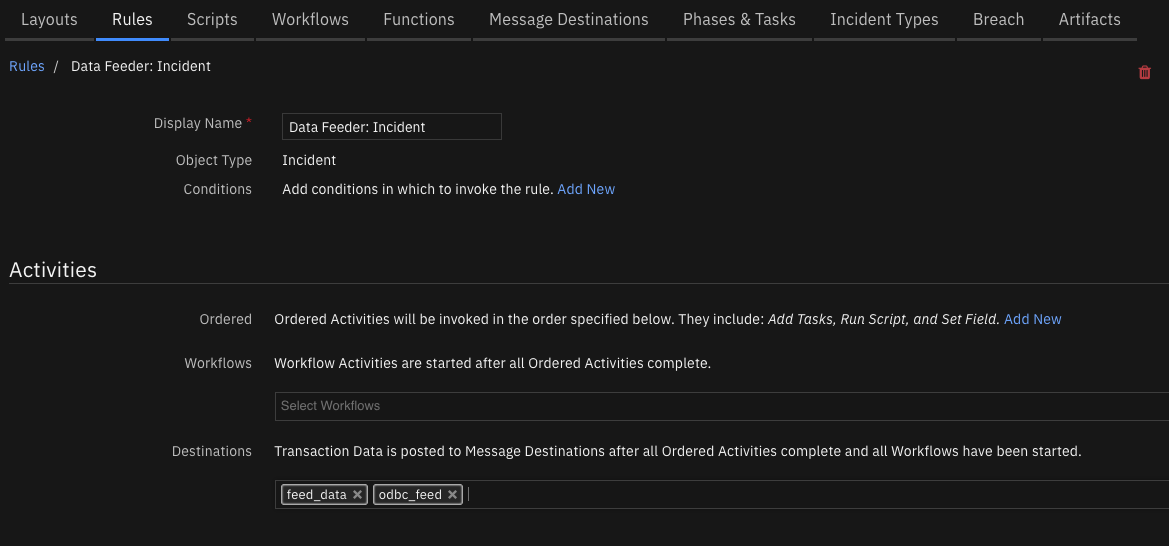 Layouts Rules Scripts Workflows Functions Message Destinations Phases & Tasks Incident Types Breach Artifacts
Rules / Data Feeder: Incident
Display Name * Data Feeder: Incident
Object Type Incident
Conditions Add conditions in which to invoke the rule. Add New
Activities
Ordered Ordered Activities will be invoked in the order specified below. They include: Add Tasks, Run Script, and Set Field. Add New
Workflows Workflow Activities are started after all Ordered Activities complete.
Select Workflows
Destinations Transaction Data is posted to Message Destinations after all Ordered Activities complete and all Workflows have been started.
feed_data × odbc_feed ×